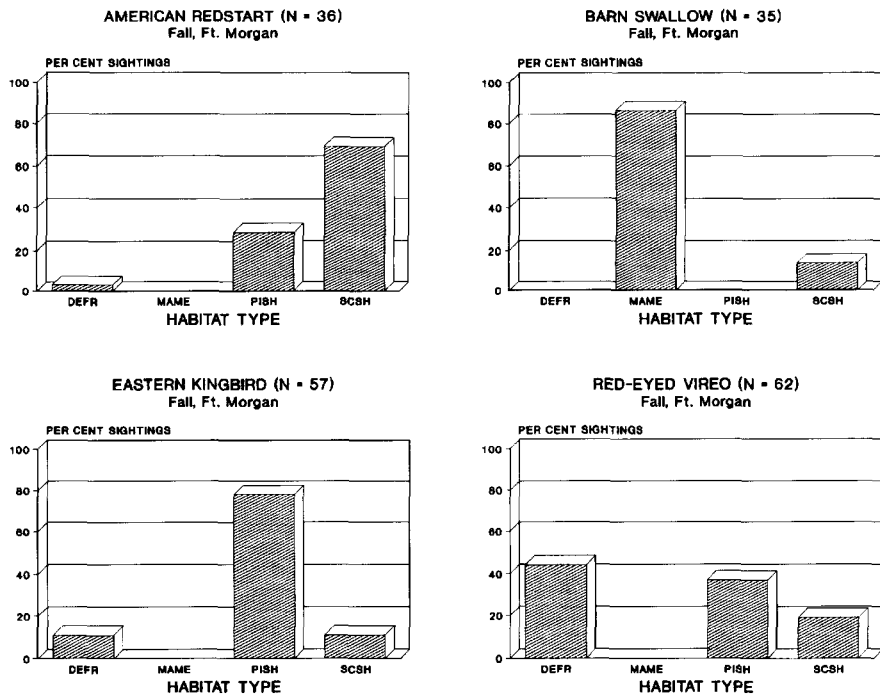 AMERICAN REDSTART (N = 36)
Fall, Ft. Morgan
PER CENT SIGHTINGS
100
80
60
40
20
0
DEFR MAME PISH SCSH
HABITAT TYPE
BARN SWALLOW (N = 35)
Fall, Ft. Morgan
PER CENT SIGHTINGS
100
80
60
40
20
0
DEFR MAME PISH SCSH
HABITAT TYPE
EASTERN KINGBIRD (N = 57)
Fall, Ft. Morgan
PER CENT SIGHTINGS
100
80
60
40
20
0
DEFR MAME PISH SCSH
HABITAT TYPE
RED-EYED VIREO (N = 62)
Fall, Ft. Morgan
PER CENT SIGHTINGS
100
80
60
40
20
0
DEFR MAME PISH SCSH
HABITAT TYPE